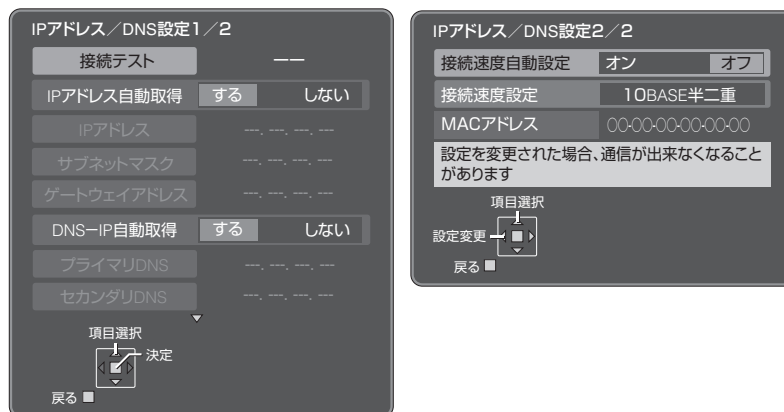 IPアドレス／DNS設定1／2
接続テスト ーー
IPアドレス自動取得 する しない
IPアドレス ---. ---. ---. ---
サブネットマスク ---. ---. ---. ---
ゲートウェイアドレス ---. ---. ---. ---
DNS－IP自動取得 する しない
プライマリDNS ---. ---. ---. ---
セカンダリDNS ---. ---. ---. ---
項目選択
決定
戻る
IPアドレス／DNS設定2／2
接続速度自動設定 オン オフ
接続速度設定 10BASE半二重
MACアドレス 00-00-00-00-00-00
設定を変更された場合、通信が出来なくなること
があります
項目選択
設定変更
戻る